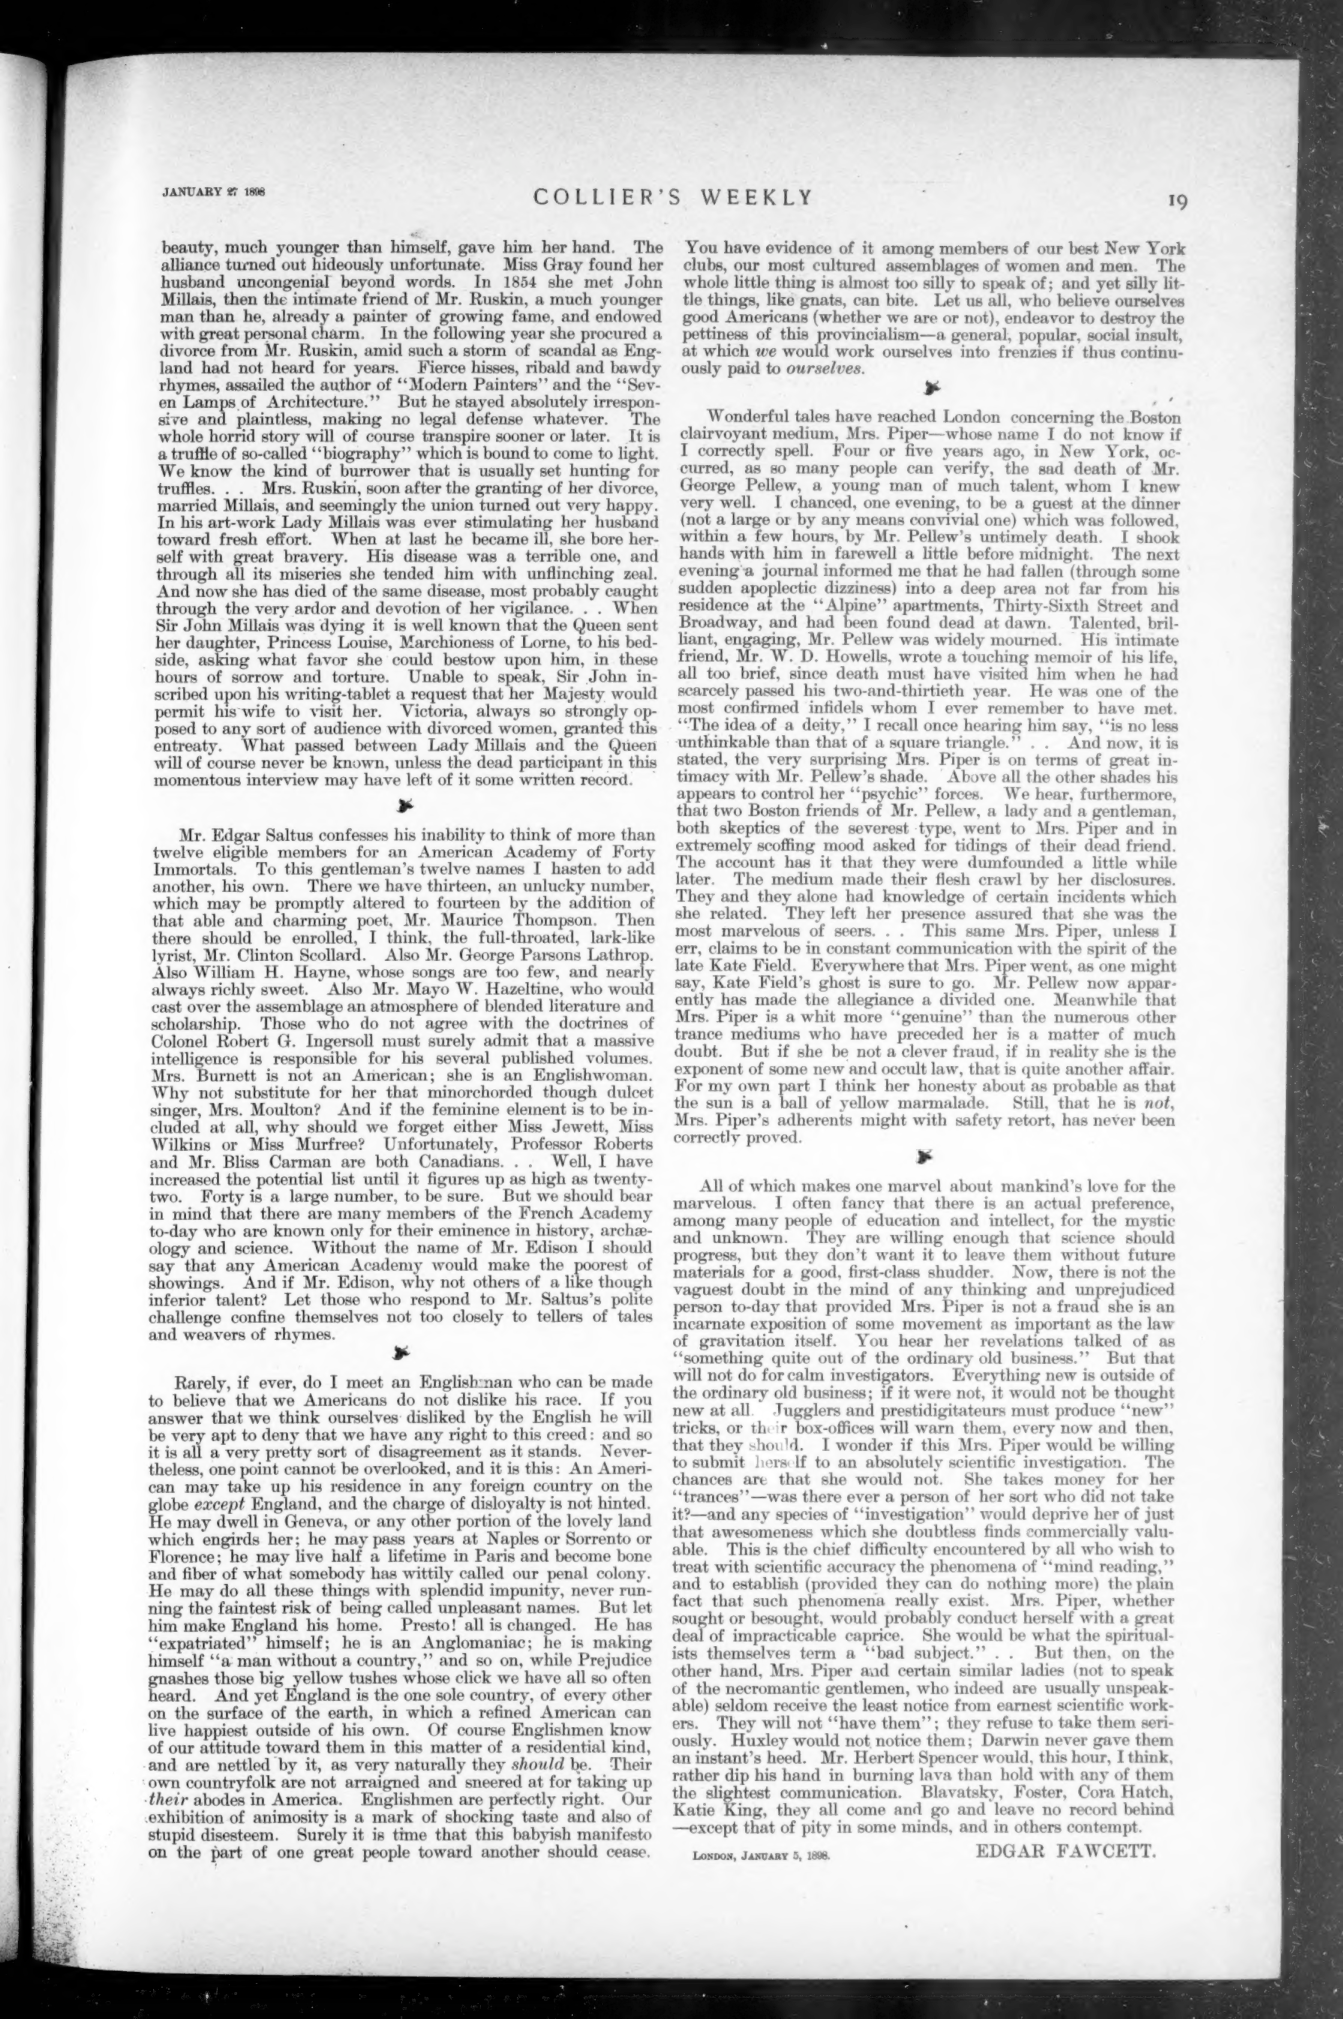 JANUARY 27 1898
COLLIER'S WEEKLY
19
beauty, much younger than himself, gave him her hand. The
alliance turned out hideously unfortunate. Miss Gray found her
husband uncongenial beyond words. In 1854 she met John
Millais, then the intimate friend of Mr. Ruskin, a much younger
man than he, already a painter of growing fame, and endowed
with great personal charm. In the following year she procured a
divorce from Mr. Ruskin, amid such a storm of scandal as Eng-
land had not heard for years. Fierce hisses, ribald and bawdy
rhymes, assailed the author of "Modern Painters" and the "Sev-
en Lamps of Architecture." But he stayed absolutely irrespon-
sive and plaintless, making no legal defense whatever. The
whole horrid story will of course transpire sooner or later. It is
a truffle of so-called "biography" which is bound to come to light.
We know the kind of burrower that is usually set hunting for
truffles. . . Mrs. Ruskin, soon after the granting of her divorce,
married Millais, and seemingly the union turned out very happy.
In his art-work Lady Millais was ever stimulating her husband
toward fresh effort. When at last he became ill, she bore her-
self with great bravery. His disease was a terrible one, and
through all its miseries she tended him with unflinching zeal.
And now she has died of the same disease, most probably caught
through the very ardor and devotion of her vigilance. . . When
Sir John Millais was dying it is well known that the Queen sent
her daughter, Princess Louise, Marchioness of Lorne, to his bed-
side, asking what favor she could bestow upon him, in these
hours of sorrow and torture. Unable to speak, Sir John in-
scribed upon his writing-tablet a request that her Majesty would
permit his wife to visit her. Victoria, always so strongly op-
posed to any sort of audience with divorced women, granted this
entreaty. What passed between Lady Millais and the Queen
will of course never be known, unless the dead participant in this
momentous interview may have left of it some written record.
Mr. Edgar Saltus confesses his inability to think of more than
twelve eligible members for an American Academy of Forty
Immortals. To this gentleman's twelve names I hasten to add
another, his own. There we have thirteen, an unlucky number,
which may be promptly altered to fourteen by the addition of
that able and charming poet, Mr. Maurice Thompson. Then
there should be enrolled, I think, the full-throated, lark-like
lyrist, Mr. Clinton Scollard. Also Mr. George Parsons Lathrop.
Also William H. Hayne, whose songs are too few, and nearly
always richly sweet. Also Mr. Mayo W. Hazeltine, who would
cast over the assemblage an atmosphere of blended literature and
scholarship. Those who do not agree with the doctrines of
Colonel Robert G. Ingersoll must surely admit that a massive
intelligence is responsible for his several published volumes.
Mrs. Burnett is not an American; she is an Englishwoman.
Why not substitute for her that minorchorded though dulcet
singer, Mrs. Moulton? And if the feminine element is to be in-
cluded at all, why should we forget either Miss Jewett, Miss
Wilkins or Miss Murfree? Unfortunately, Professor Roberts
and Mr. Bliss Carman are both Canadians. . . Well, I have
increased the potential list until it figures up as high as twenty-
two. Forty is a large number, to be sure. But we should bear
in mind that there are many members of the French Academy
to-day who are known only for their eminence in history, archæ-
ology and science. Without the name of Mr. Edison I should
say that any American Academy would make the poorest of
showings. And if Mr. Edison, why not others of a like though
inferior talent? Let those who respond to Mr. Saltus's polite
challenge confine themselves not too closely to tellers of tales
and weavers of rhymes.
Rarely, if ever, do I meet an Englishman who can be made
to believe that we Americans do not dislike his race. If you
answer that we think ourselves disliked by the English he will
be very apt to deny that we have any right to this creed: and so
it is all a very pretty sort of disagreement as it stands. Never-
theless, one point cannot be overlooked, and it is this: An Ameri-
can may take up his residence in any foreign country on the
globe except England, and the charge of disloyalty is not hinted.
He may dwell in Geneva, or any other portion of the lovely land
which engirds her; he may pass years at Naples or Sorrento or
Florence; he may live half a lifetime in Paris and become bone
and fiber of what somebody has wittily called our penal colony.
He may do all these things with splendid impunity, never run-
ning the faintest risk of being called unpleasant names. But let
him make England his home. Presto! all is changed. He has
"expatriated" himself; he is an Anglomaniac; he is making
himself "a man without a country," and so on, while Prejudice
gnashes those big yellow tushes whose click we have all so often
heard. And yet England is the one sole country, of every other
on the surface of the earth, in which a refined American can
live happiest outside of his own. Of course Englishmen know
of our attitude toward them in this matter of a residential kind,
and are nettled by it, as very naturally they should be. Their
own countryfolk are not arraigned and sneered at for taking up
their abodes in America. Englishmen are perfectly right. Our
exhibition of animosity is a mark of shocking taste and also of
stupid disesteem. Surely it is time that this babyish manifesto
on the part of one great people toward another should cease.
You have evidence of it among members of our best New York
clubs, our most cultured assemblages of women and men. The
whole little thing is almost too silly to speak of; and yet silly lit-
tle things, like gnats, can bite. Let us all, who believe ourselves
good Americans (whether we are or not), endeavor to destroy the
pettiness of this provincialism—a general, popular, social insult,
at which we would work ourselves into frenzies if thus continu-
ously paid to ourselves.
Wonderful tales have reached London concerning the Boston
clairvoyant medium, Mrs. Piper—whose name I do not know if
I correctly spell. Four or five years ago, in New York, oc-
curred, as so many people can verify, the sad death of Mr.
George Pellew, a young man of much talent, whom I knew
very well. I chanced, one evening, to be a guest at the dinner
(not a large or by any means convivial one) which was followed,
within a few hours, by Mr. Pellew's untimely death. I shook
hands with him in farewell a little before midnight. The next
evening a journal informed me that he had fallen (through some
sudden apoplectic dizziness) into a deep area not far from his
residence at the "Alpine" apartments, Thirty-Sixth Street and
Broadway, and had been found dead at dawn. Talented, bril-
liant, engaging, Mr. Pellew was widely mourned. His intimate
friend, Mr. W. D. Howells, wrote a touching memoir of his life,
all too brief, since death must have visited him when he had
scarcely passed his two-and-thirtieth year. He was one of the
most confirmed infidels whom I ever remember to have met.
"The idea of a deity," I recall once hearing him say, "is no less
unthinkable than that of a square triangle." . . And now, it is
stated, the very surprising Mrs. Piper is on terms of great in-
timacy with Mr. Pellew's shade. Above all the other shades his
appears to control her "psychic" forces. We hear, furthermore,
that two Boston friends of Mr. Pellew, a lady and a gentleman,
both skeptics of the severest type, went to Mrs. Piper and in
extremely scoffing mood asked for tidings of their dead friend.
The account has it that they were dumfounded a little while
later. The medium made their flesh crawl by her disclosures.
They and they alone had knowledge of certain incidents which
she related. They left her presence assured that she was the
most marvelous of seers. . . This same Mrs. Piper, unless I
err, claims to be in constant communication with the spirit of the
late Kate Field. Everywhere that Mrs. Piper went, as one might
say, Kate Field's ghost is sure to go. Mr. Pellew now appar-
ently has made the allegiance a divided one. Meanwhile that
Mrs. Piper is a whit more "genuine" than the numerous other
trance mediums who have preceded her is a matter of much
doubt. But if she be not a clever fraud, if in reality she is the
exponent of some new and occult law, that is quite another affair.
For my own part I think her honesty about as probable as that
the sun is a ball of yellow marmalade. Still, that he is not,
Mrs. Piper's adherents might with safety retort, has never been
correctly proved.
All of which makes one marvel about mankind's love for the
marvelous. I often fancy that there is an actual preference,
among many people of education and intellect, for the mystic
and unknown. They are willing enough that science should
progress, but they don't want it to leave them without future
materials for a good, first-class shudder. Now, there is not the
vaguest doubt in the mind of any thinking and unprejudiced
person to-day that provided Mrs. Piper is not a fraud she is an
incarnate exposition of some movement as important as the law
of gravitation itself. You hear her revelations talked of as
"something quite out of the ordinary old business." But that
will not do for calm investigators. Everything new is outside of
the ordinary old business; if it were not, it would not be thought
new at all. Jugglers and prestidigitateurs must produce "new"
tricks, or their box-offices will warn them, every now and then,
that they should. I wonder if this Mrs. Piper would be willing
to submit herself to an absolutely scientific investigation. The
chances are that she would not. She takes money for her
"trances"—was there ever a person of her sort who did not take
it?—and any species of "investigation" would deprive her of just
that awesomeness which she doubtless finds commercially valu-
able. This is the chief difficulty encountered by all who wish to
treat with scientific accuracy the phenomena of "mind reading,"
and to establish (provided they can do nothing more) the plain
fact that such phenomena really exist. Mrs. Piper, whether
sought or besought, would probably conduct herself with a great
deal of impracticable caprice. She would be what the spiritual-
ists themselves term a "bad subject." . . But then, on the
other hand, Mrs. Piper and certain similar ladies (not to speak
of the necromantic gentlemen, who indeed are usually unspeak-
able) seldom receive the least notice from earnest scientific work-
ers. They will not "have them"; they refuse to take them seri-
ously. Huxley would not notice them; Darwin never gave them
an instant's heed. Mr. Herbert Spencer would, this hour, I think,
rather dip his hand in burning lava than hold with any of them
the slightest communication. Blavatsky, Foster, Cora Hatch,
Katie King, they all come and go and leave no record behind
—except that of pity in some minds, and in others contempt.
LONDON, JANUARY 5, 1898.
EDGAR FAWCETT.